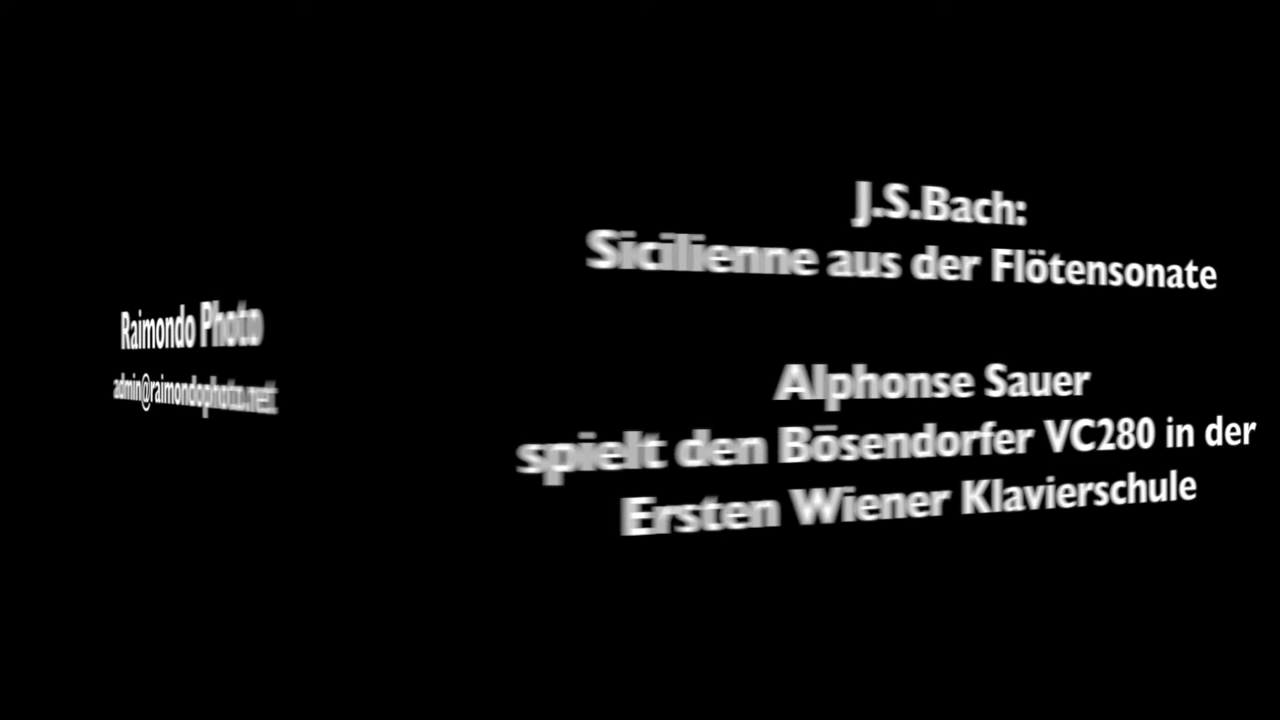 Raimondo Photo
admin@raimondophoto.net
J.S.Bach:
Sicilienne aus der Flötensonate
Alphonse Sauer
spielt den Bösendorfer VC280 in der
Ersten Wiener Klavierschule